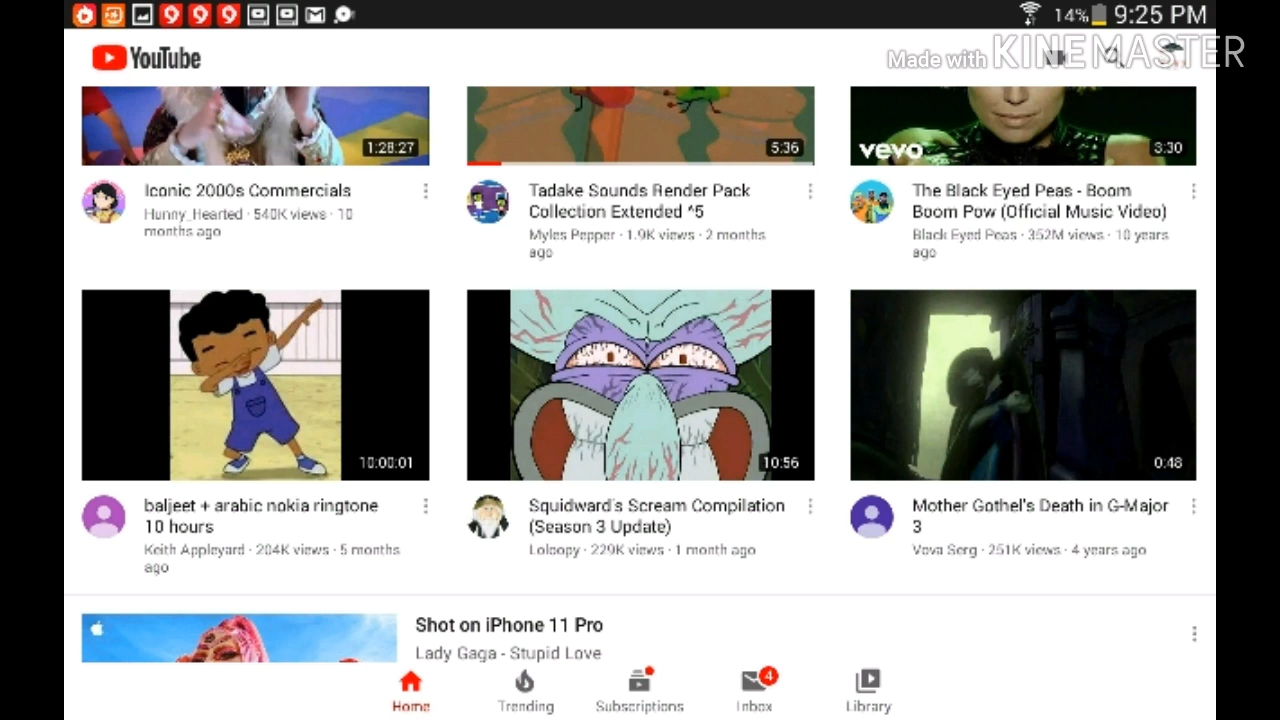 14% 9:25 PM
YouTube
Made with KINEMASTER
1:28:27
5:36
vevo
3:30
Iconic 2000s Commercials
Hunny_Hearted · 540K views · 10
months ago
Tadake Sounds Render Pack
Collection Extended ^5
Myles Pepper · 1.9K views · 2 months
ago
The Black Eyed Peas - Boom
Boom Pow (Official Music Video)
Black Eyed Peas · 352M views · 10 years
ago
10:00:01
10:56
0:48
baljeet + arabic nokia ringtone
10 hours
Keith Appleyard · 204K views · 5 months
ago
Squidward's Scream Compilation
(Season 3 Update)
Loloopy · 229K views · 1 month ago
Mother Gothel's Death in G-Major
3
Vova Serg · 251K views · 4 years ago
Shot on iPhone 11 Pro
Lady Gaga - Stupid Love
4
Home
Trending
Subscriptions
Inbox
Library